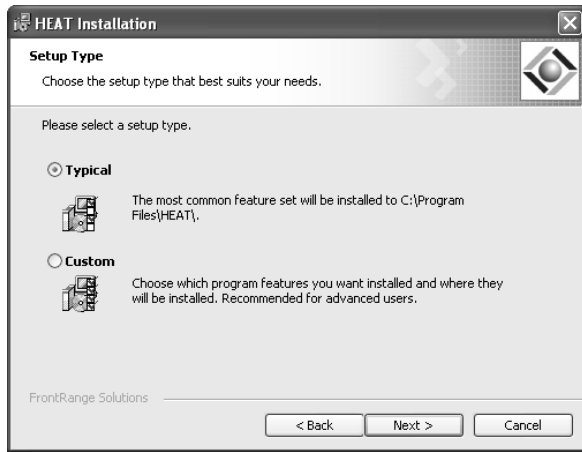 HEAT Installation
Setup Type
Choose the setup type that best suits your needs.
Please select a setup type.
Typical
The most common feature set will be installed to C:\Program
Files\HEAT\.
Custom
Choose which program features you want installed and where they
will be installed. Recommended for advanced users.
FrontRange Solutions
< Back Next > Cancel